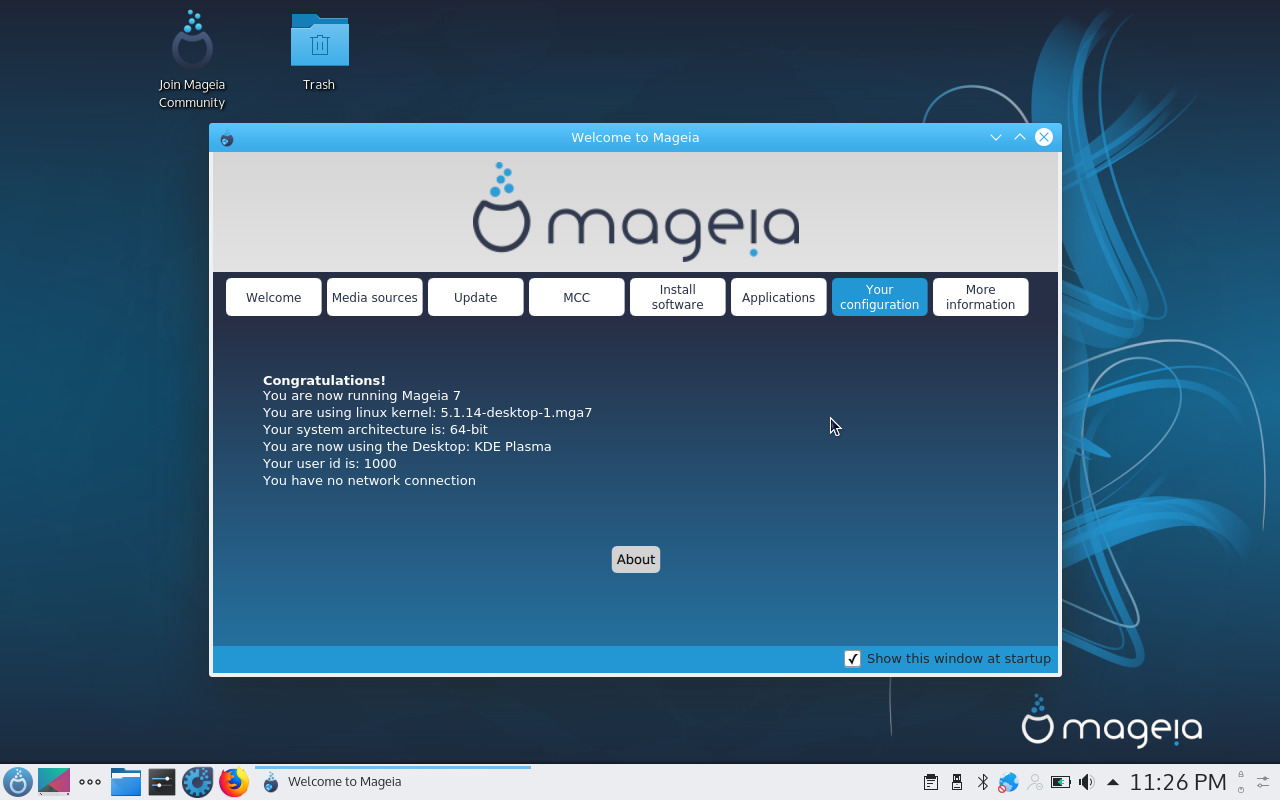 Join Mageia
Community
Trash
Welcome to Mageia
mageia
Welcome
Media sources
Update
MCC
Install
software
Applications
Your
configuration
More
information
Congratulations!
You are now running Mageia 7
You are using linux kernel: 5.1.14-desktop-1.mga7
Your system architecture is: 64-bit
You are now using the Desktop: KDE Plasma
Your user id is: 1000
You have no network connection
About
Show this window at startup
mageia
Welcome to Mageia
11:26 PM